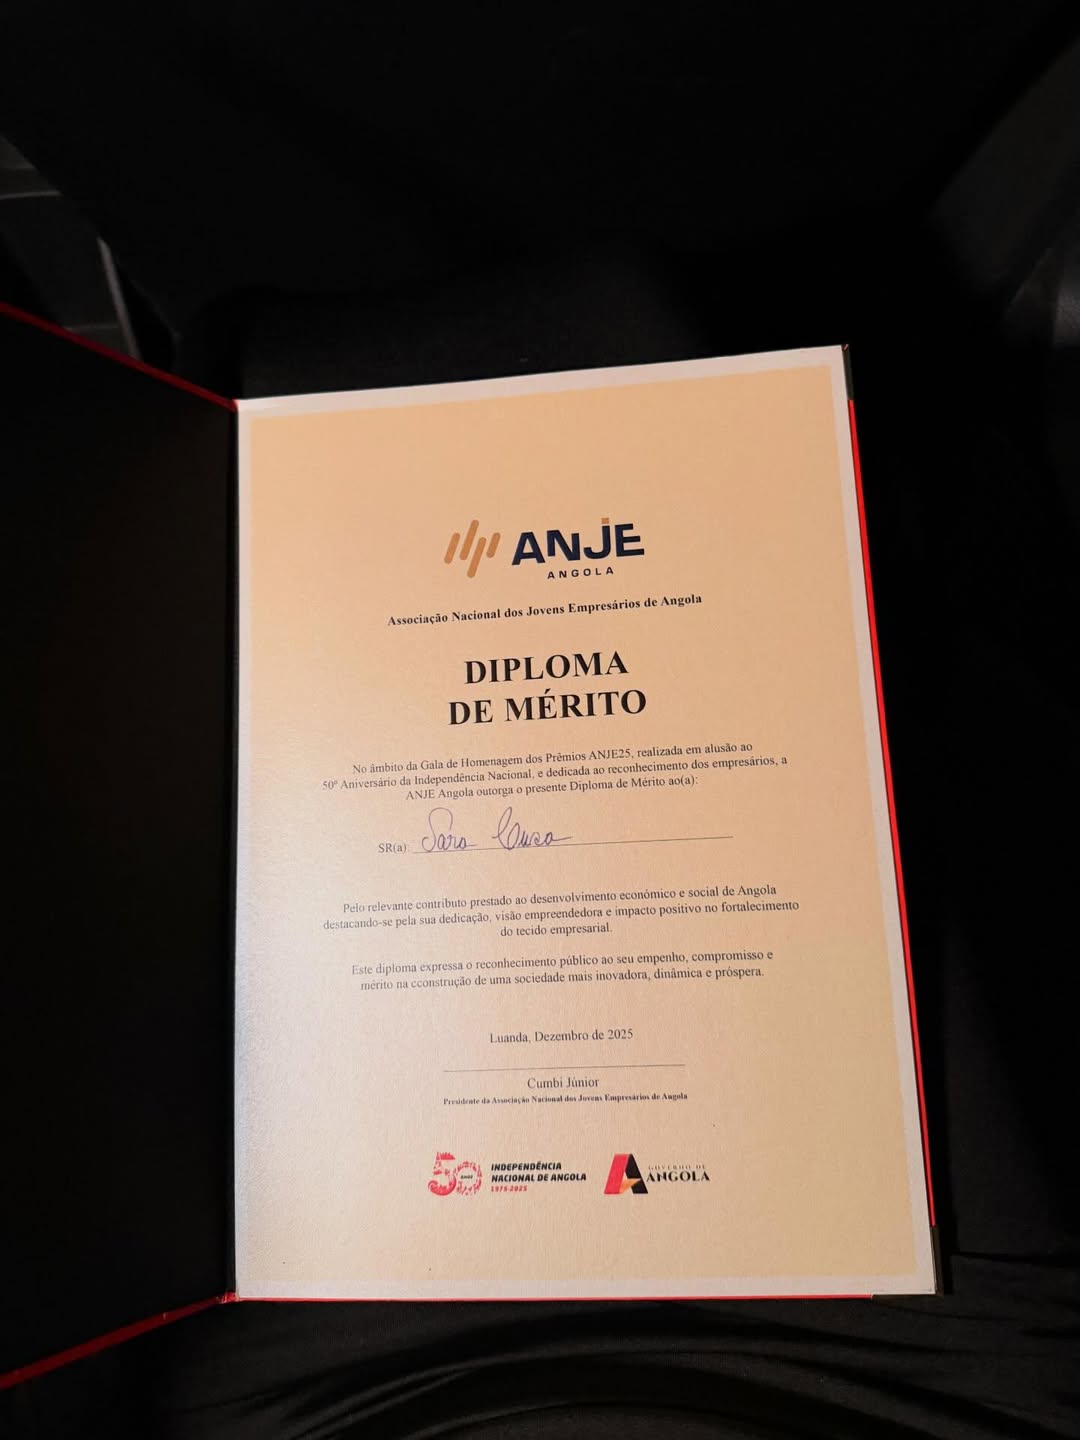 ANJE
ANGOLA
Associação Nacional dos Jovens Empresários de Angola
DIPLOMA
DE MÉRITO
No âmbito da Gala de Homenagem dos Prêmios ANJE25, realizada em alusão ao
50º Aniversário da Independência Nacional, e dedicada ao reconhecimento dos empresários, a
ANJE Angola outorga o presente Diploma de Mérito ao(a):
SR(a): Sara
Pelo relevante contributo prestado ao desenvolvimento económico e social de Angola
destacando-se pela sua dedicação, visão empreendedora e impacto positivo no fortalecimento
do tecido empresarial.
Este diploma expressa o reconhecimento público ao seu empenho, compromisso e
mérito na cconstrução de uma sociedade mais inovadora, dinâmica e próspera.
Luanda, Dezembro de 2025
Cumbi Júnior
Presidente da Associação Nacional dos Jovens Empresários de Angola
50 ANOS
INDEPENDÊNCIA
NACIONAL DE ANGOLA
1975-2025
GOVERNO DE
ANGOLA